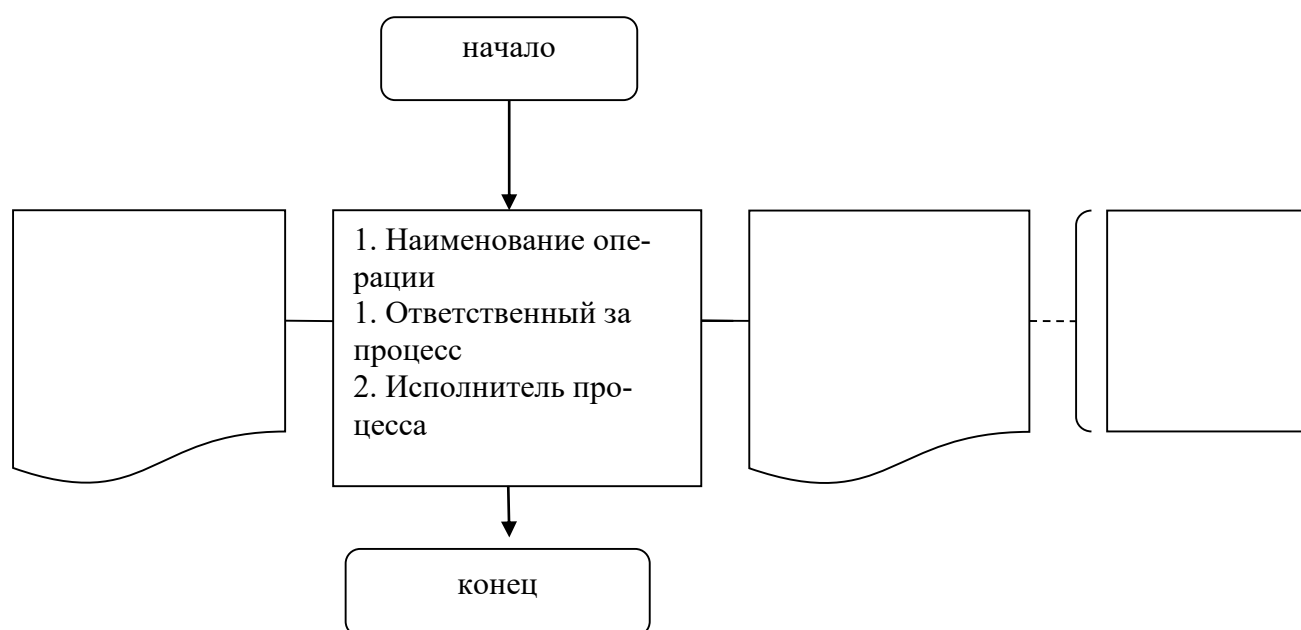 начало
1. Наименование опе-
рации
1. Ответственный за
процесс
2. Исполнитель про-
цесса
конец